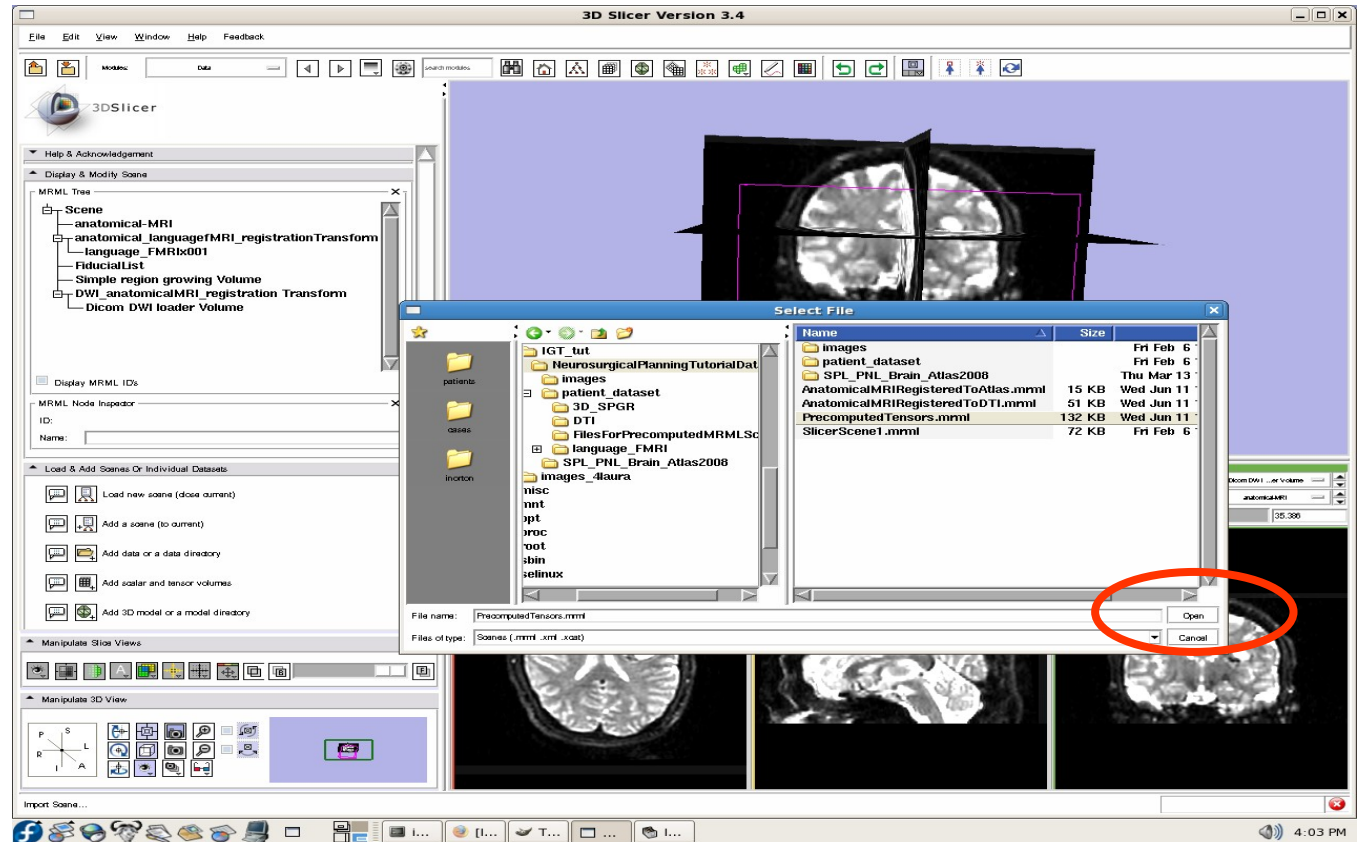 3D Slicer Version 3.4
File Edit View Window Help Feedback
Modules: Data search modules
3DSlicer
Help & Acknowledgement
Display & Modify Scene
MRML Tree
Scene
anatomical-MRI
anatomical_languagefMRI_registrationTransform
language_FMRIx001
FiducialList
Simple region growing Volume
DWI_anatomicalMRI_registration Transform
Dicom DWI loader Volume
Display MRML ID's
MRML Node Inspector
ID:
Name:
Load & Add Scenes Or Individual Datasets
Load new scene (close current)
Add a scene (to current)
Add data or a data directory
Add scalar and tensor volumes
Add 3D model or a model directory
Manipulate Slice Views
Manipulate 3D View
P S L R I A
Import Scene...
Select File
patients
cases
inorton
IGT_tut
NeurosurgicalPlanningTutorialDat
images
patient_dataset
3D_SPGR
DTI
FilesForPrecomputedMRMLSc
language_FMRI
SPL_PNL_Brain_Atlas2008
images_4laura
misc
mnt
opt
proc
root
sbin
selinux
Name Size
images Fri Feb 6
patient_dataset Fri Feb 6
SPL_PNL_Brain_Atlas2008 Thu Mar 13
AnatomicalMRIRegisteredToAtlas.mrml 15 KB Wed Jun 11
AnatomicalMRIRegisteredToDTI.mrml 51 KB Wed Jun 11
PrecomputedTensors.mrml 132 KB Wed Jun 11
SlicerScene1.mrml 72 KB Fri Feb 6
File name: PrecomputedTensors.mrml Open
Files of type: Scenes (.mrml .xml .xcat) Cancel
Dicom DWI ...er Volume
anatomical-MRI
35.386
i... [I... T... ... I...
4:03 PM